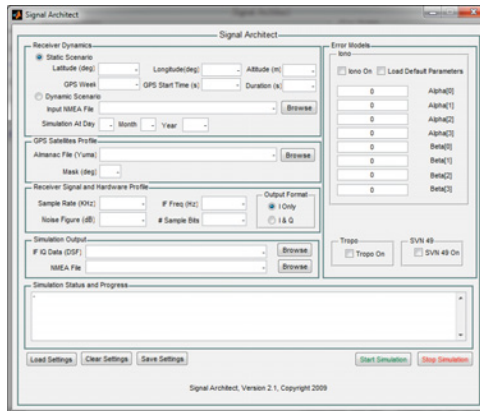 Signal Architect
Signal Architect
Receiver Dynamics
Static Scenario
Latitude (deg) Longitude(deg) Altitude (m)
GPS Week GPS Start Time (s) Duration (s)
Dynamic Scenario
Input NMEA File Browse
Simulation At Day Month Year
GPS Satellites Profile
Almanac File (Yuma) Browse
Mask (deg)
Receiver Signal and Hardware Profile
Sample Rate (KHz) IF Freq (Hz)
Noise Figure (dB) # Sample Bits
Output Format
I Only
I & Q
Simulation Output
IF IQ Data (DSF) Browse
NMEA File Browse
Error Models
Iono
Iono On Load Default Parameters
0 Alpha[0]
0 Alpha[1]
0 Alpha[2]
0 Alpha[3]
0 Beta[0]
0 Beta[1]
0 Beta[2]
0 Beta[3]
Tropo
Tropo On
SVN 49
SVN 49 On
Simulation Status and Progress
Load Settings Clear Settings Save Settings Start Simulation Stop Simulation
Signal Architect, Version 2.1, Copyright 2009